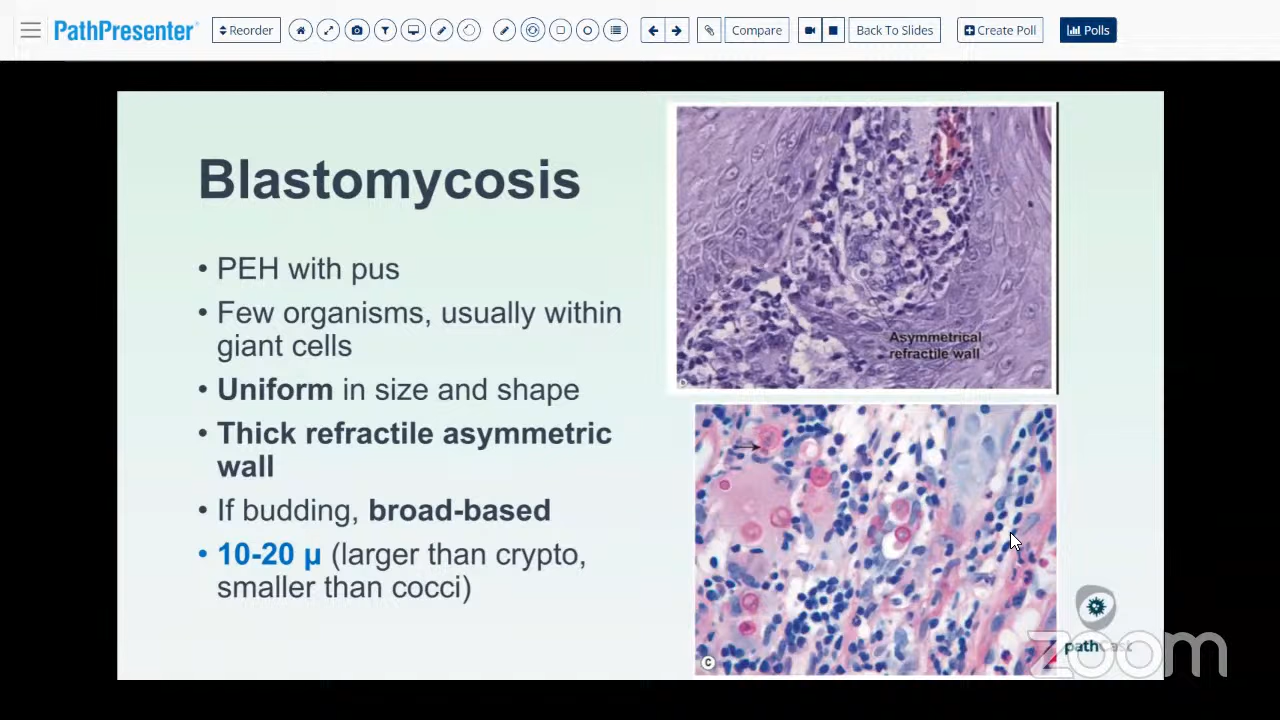 PathPresenter®
Reorder
Compare
Back To Slides
Create Poll
Polls
Blastomycosis
• PEH with pus
• Few organisms, usually within
giant cells
• Uniform in size and shape
• Thick refractile asymmetric
wall
• If budding, broad-based
• 10-20 µ (larger than crypto,
smaller than cocci)
Asymmetrical
refractile wall
C
pathCast
zoom